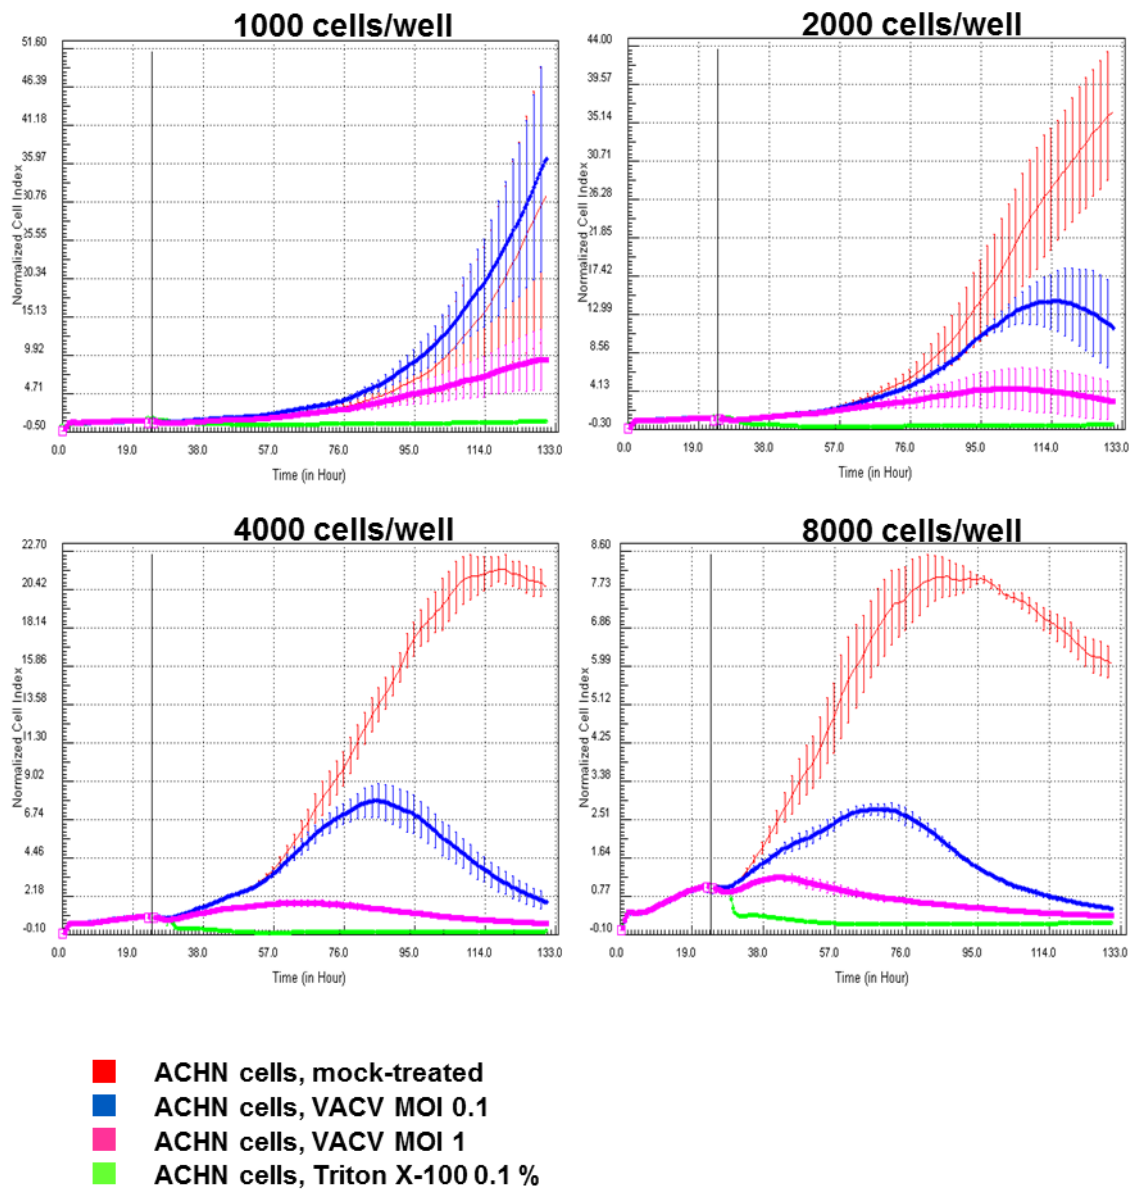 1000 cells/well
51.60
46.39
41.18
35.97
30.76
25.55
20.34
15.13
9.92
4.71
-0.50
Normalized Cell Index
0.0 19.0 38.0 57.0 76.0 95.0 114.0 133.0
Time (in Hour)
2000 cells/well
44.00
39.57
35.14
30.71
26.28
21.85
17.42
12.99
8.56
4.13
-0.30
Normalized Cell Index
0.0 19.0 38.0 57.0 76.0 95.0 114.0 133.0
Time (in Hour)
4000 cells/well
22.70
20.42
18.14
15.86
13.58
11.30
9.02
6.74
4.46
2.18
-0.10
Normalized Cell Index
0.0 19.0 38.0 57.0 76.0 95.0 114.0 133.0
Time (in Hour)
8000 cells/well
8.60
7.73
6.86
5.99
5.12
4.25
3.38
2.51
1.64
0.77
-0.10
Normalized Cell Index
0.0 19.0 38.0 57.0 76.0 95.0 114.0 133.0
Time (in Hour)
ACHN cells, mock-treated
ACHN cells, VACV MOI 0.1
ACHN cells, VACV MOI 1
ACHN cells, Triton X-100 0.1 %